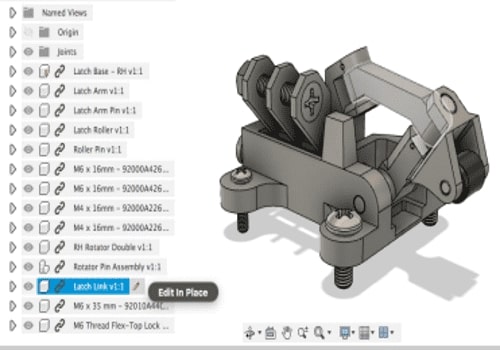 Named Views
Origin
Joints
Latch Base - RH v1:1
Latch Arm v1:1
Latch Arm Pin v1:1
Latch Roller v1:1
Roller Pin v1:1
M6 x 16mm - 92000A426...
M6 x 16mm - 92000A426...
M4 x 16mm - 92000A226...
M4 x 16mm - 92000A226...
RH Rotator Double v1:1
Rotator Pin Assembly v1:1
Latch Link v1:1
Edit In Place
M6 x 35 mm - 92010A44...
M6 Thread Flex-Top Lock ...